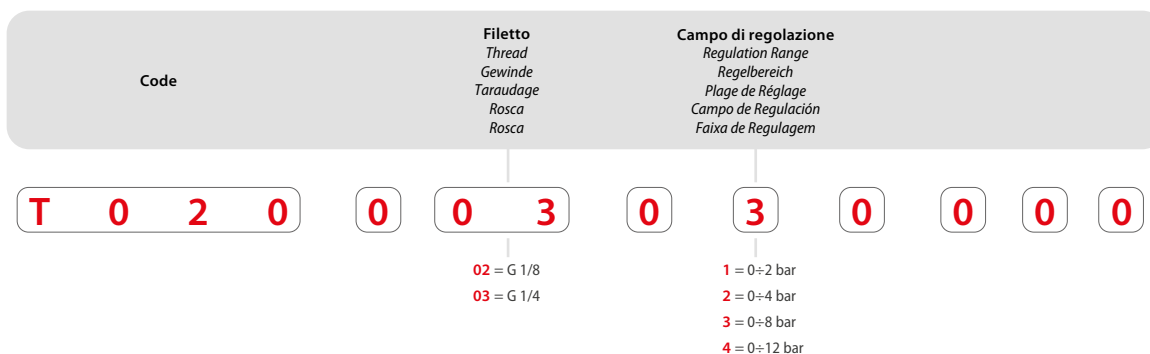 Code
Filetto
Thread
Gewinde
Taraudage
Rosca
Rosca
Campo di regolazione
Regulation Range
Regelbereich
Plage de Réglage
Campo de Regulación
Faixa de Regulagem
T 0 2 0 0 0 3 0 3 0 0 0 0
02 = G 1/8
03 = G 1/4
1 = 0÷2 bar
2 = 0÷4 bar
3 = 0÷8 bar
4 = 0÷12 bar